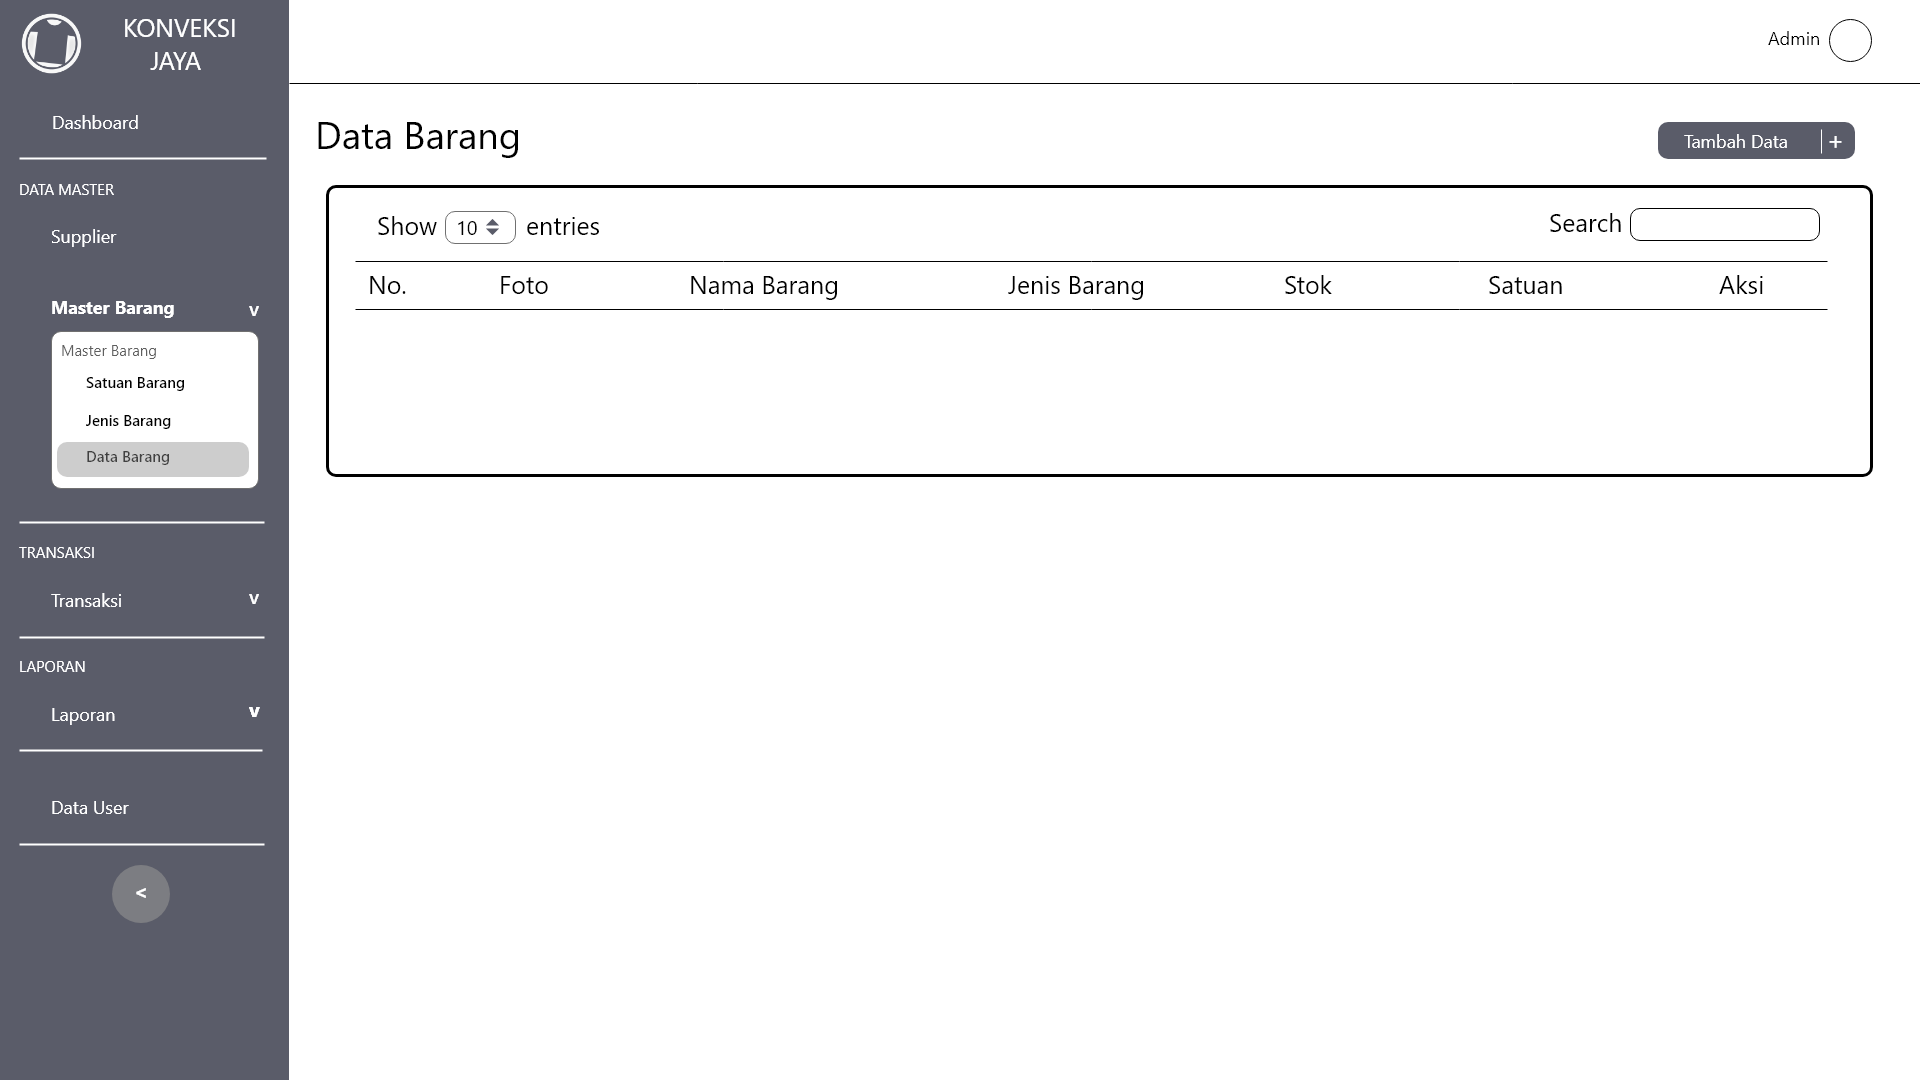 KONVEKSI
JAYA
Admin
Dashboard
Data Barang
Tambah Data +
DATA MASTER
Supplier
Show 10 entries
Search
No. Foto Nama Barang Jenis Barang Stok Satuan Aksi
Master Barang v
Master Barang
Satuan Barang
Jenis Barang
Data Barang
TRANSAKSI
Transaksi v
LAPORAN
Laporan v
Data User
<